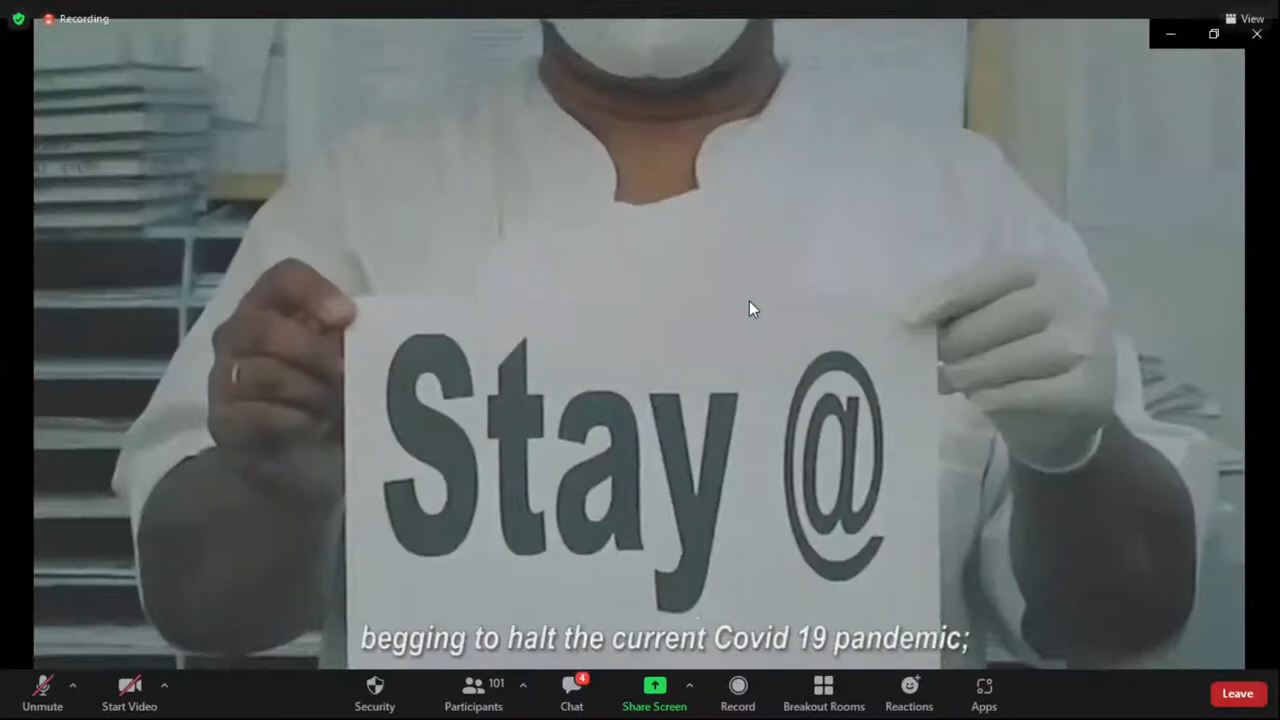 Recording
View
Stay @
begging to halt the current Covid 19 pandemic;
Unmute
Start Video
Security
101
Participants
4
Chat
Share Screen
Record
Breakout Rooms
Reactions
Apps
Leave